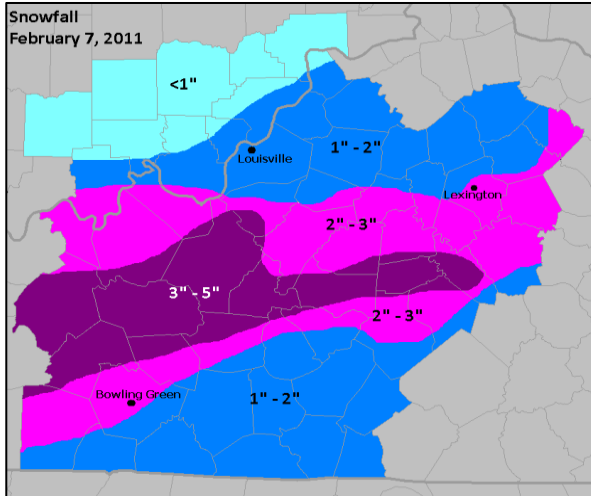 Snowfall
February 7, 2011
<1"
1" - 2"
Louisville
Lexington
2" - 3"
3" - 5"
2" - 3"
Bowling Green
1" - 2"